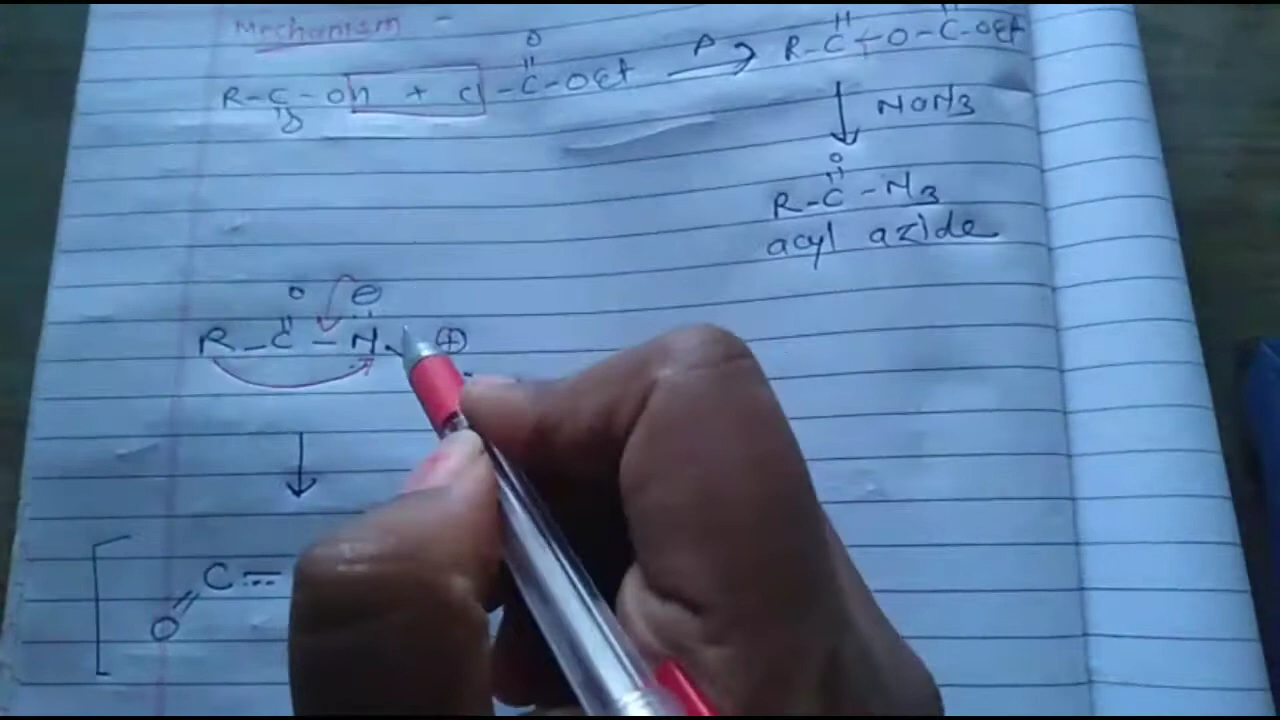 Mechanism -
O
R-C-OH + Cl-C-OEt Δ → R-C-O-C-OEt
O
↓ NaN3
O
R-C-N3
acyl azide
O ⊖
R-C-N ⊕
↓
[ C
O